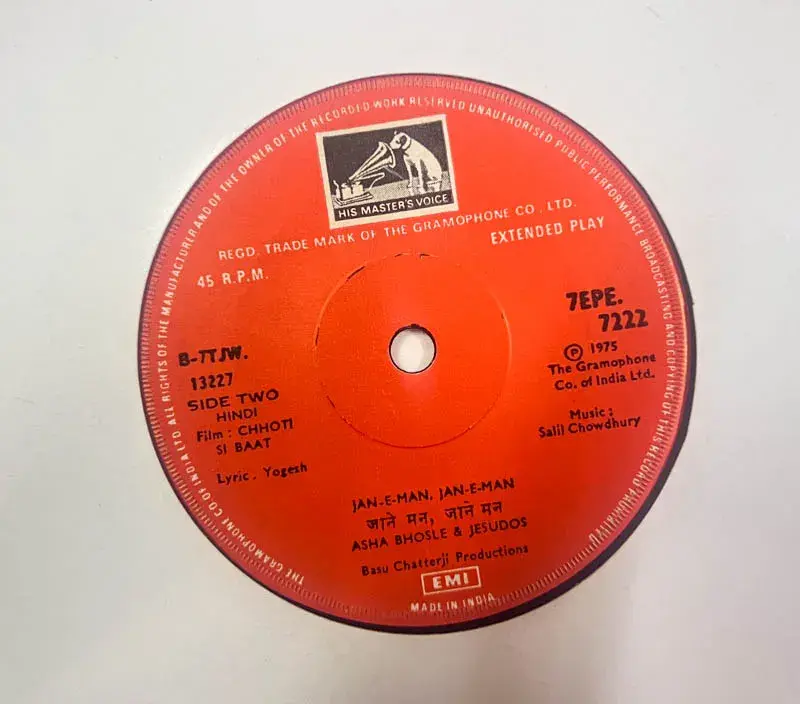 THE GRAMOPHONE CO OF INDIA LTD. ALL RIGHTS OF THE MANUFACTURER AND OF THE OWNER OF THE RECORDED WORK RESERVED UNAUTHORISED PUBLIC PERFORMANCE BROADCASTING AND COPYING OF THIS RECORD PROHIBITED
HIS MASTER'S VOICE
REGD. TRADE MARK OF THE GRAMOPHONE CO. LTD.
45 R.P.M.
EXTENDED PLAY
B-7TJW.
13227
SIDE TWO
HINDI
Film : CHHOTI
SI BAAT
Lyric. Yogesh
7EPE.
7222
Ⓟ 1975
The Gramophone
Co. of India Ltd.
Music :
Salil Chowdhury
JAN-E-MAN, JAN-E-MAN
जाने मन, जाने मन
ASHA BHOSLE & JESUDOS
Basu Chatterji Productions
EMI
MADE IN INDIA